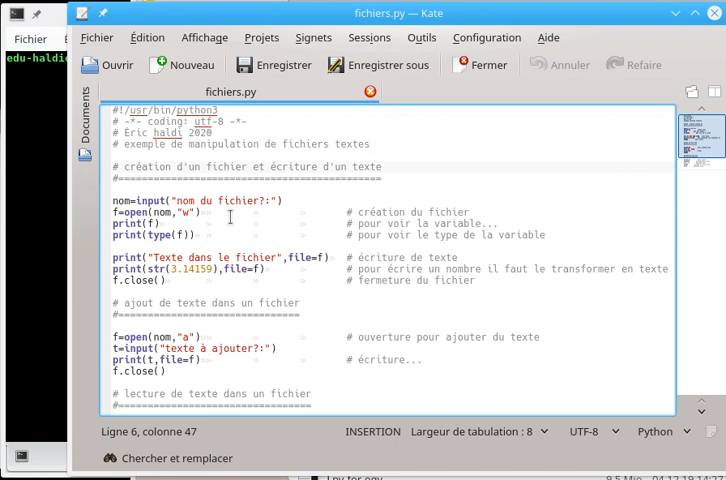 fichiers.py — Kate
Fichier
edu-haldi
Fichier Édition Affichage Projets Signets Sessions Outils Configuration Aide
Ouvrir Nouveau Enregistrer Enregistrer sous Fermer Annuler Refaire
fichiers.py
Documents
#!/usr/bin/python3
# -*- coding: utf-8 -*-
# Éric haldi 2020
# exemple de manipulation de fichiers textes
# création d'un fichier et écriture d'un texte
#===========================================
nom=input("nom du fichier?:")
f=open(nom,"w") # création du fichier
print(f) # pour voir la variable...
print(type(f)) # pour voir le type de la variable
print("Texte dans le fichier",file=f) # écriture de texte
print(str(3.14159),file=f) # pour écrire un nombre il faut le transformer en texte
f.close() # fermeture du fichier
# ajout de texte dans un fichier
#=============================
f=open(nom,"a") # ouverture pour ajouter du texte
t=input("texte à ajouter?:")
print(t,file=f) # écriture...
f.close()
# lecture de texte dans un fichier
#===============================
Ligne 6, colonne 47 INSERTION Largeur de tabulation : 8 UTF-8 Python
Chercher et remplacer